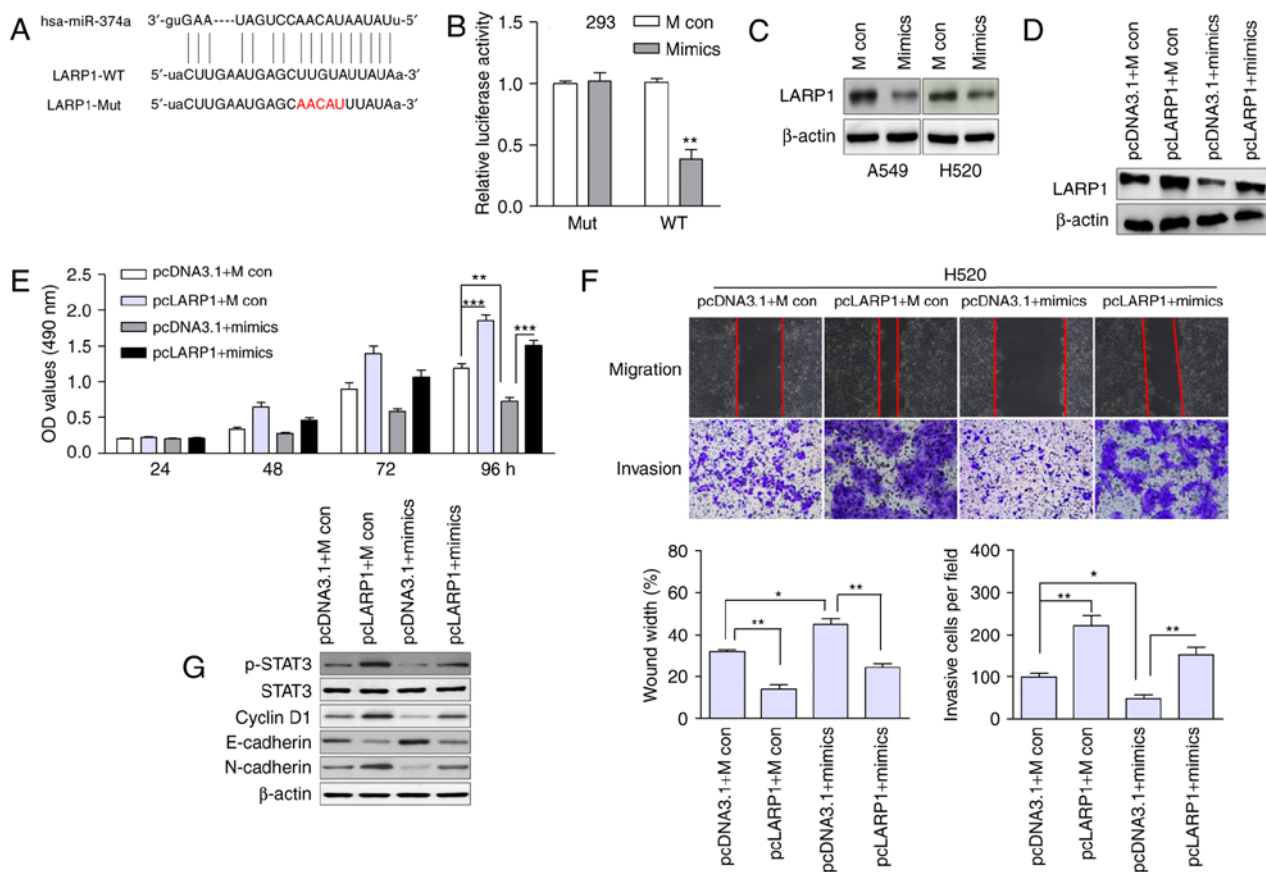 A
hsa-miR-374a 3′-guGAA----UAGUCCAACAUAAUAUu-5′
LARP1-WT 5′-uaCUUGAAUGAGCUUGUAUUAUAa-3′
LARP1-Mut 5′-uaCUUGAAUGAGCAACAUUUAUAa-3′
B
293
M con
Mimics
Relative luciferase activity
1.5
1.0
0.5
0.0
**
Mut WT
C
M con Mimics M con Mimics
LARP1
β-actin
A549 H520
D
pcDNA3.1+M con
pcLARP1+M con
pcDNA3.1+mimics
pcLARP1+mimics
LARP1
β-actin
E
pcDNA3.1+M con
pcLARP1+M con
pcDNA3.1+mimics
pcLARP1+mimics
OD values (490 nm)
2.5
2.0
1.5
1.0
0.5
0.0
**
***
***
24 48 72 96 h
F
H520
pcDNA3.1+M con pcLARP1+M con pcDNA3.1+mimics pcLARP1+mimics
Migration
Invasion
Wound width (%)
80
60
40
20
0
*
**
**
pcDNA3.1+M con
pcLARP1+M con
pcDNA3.1+mimics
pcLARP1+mimics
Invasive cells per field
400
300
200
100
0
*
**
**
pcDNA3.1+M con
pcLARP1+M con
pcDNA3.1+mimics
pcLARP1+mimics
G
pcDNA3.1+M con
pcLARP1+M con
pcDNA3.1+mimics
pcLARP1+mimics
p-STAT3
STAT3
Cyclin D1
E-cadherin
N-cadherin
β-actin